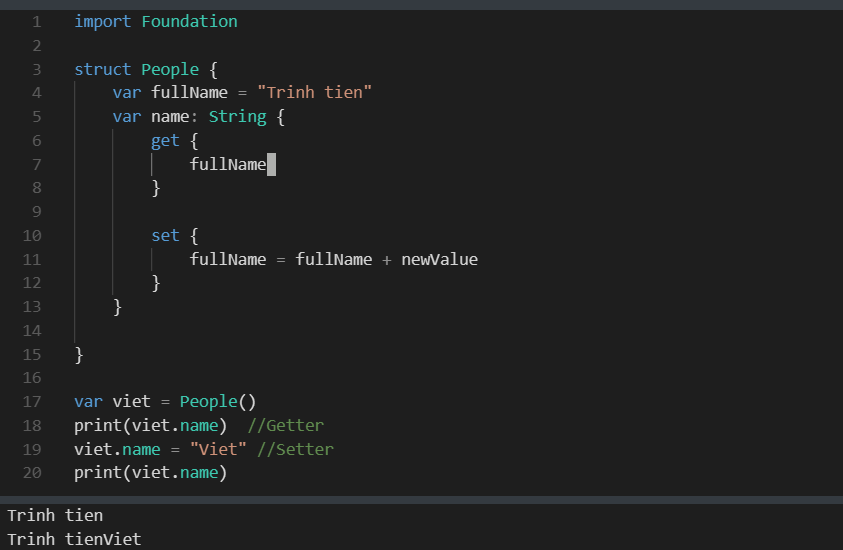 1 import Foundation
2
3 struct People {
4 var fullName = "Trinh tien"
5 var name: String {
6 get {
7 fullName
8 }
9
10 set {
11 fullName = fullName + newValue
12 }
13 }
14
15 }
16
17 var viet = People()
18 print(viet.name) //Getter
19 viet.name = "Viet" //Setter
20 print(viet.name)
Trinh tien
Trinh tienViet